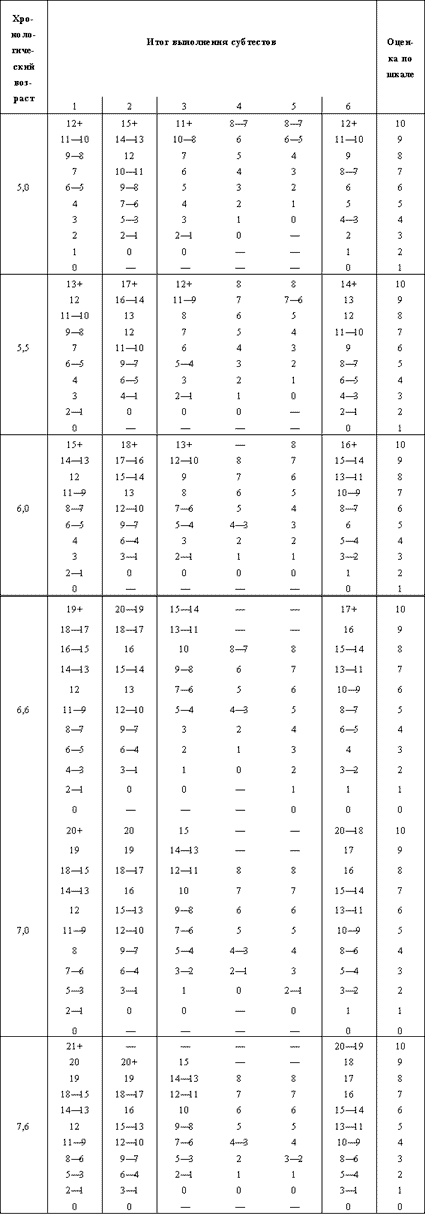 Хро-
ноло-
гиче-
ский
воз-
раст
Итог выполнения субтестов
Оцен-
ка по
шкале
1 2 3 4 5 6
5,0
12+ 15+ 11+ 8—7 8—7 12+ 10
11—10 14—13 10—8 6 6—5 11—10 9
9—8 12 7 5 4 9 8
7 10—11 6 4 3 8—7 7
6—5 9—8 5 3 2 6 6
4 7—6 4 2 1 5 5
3 5—3 3 1 0 4—3 4
2 2—1 2—1 0 — 2 3
1 0 0 — — 1 2
0 — — — — 0 1
5,5
13+ 17+ 12+ 8 8 14+ 10
12 16—14 11—9 7 7—6 13 9
11—10 13 8 6 5 12 8
9—8 12 7 5 4 11—10 7
7 11—10 6 4 3 9 6
6—5 9—7 5—4 3 2 8—7 5
4 6—5 3 2 1 6—5 4
3 4—1 2—1 1 0 4—3 3
2—1 0 0 0 — 2—1 2
0 — — — — 0 1
6,0
15+ 18+ 13+ — 8 16+ 10
14—13 17—16 12—10 8 7 15—14 9
12 15—14 9 7 6 13—11 8
11—9 13 8 6 5 10—9 7
8—7 12—10 7—6 5 4 8—7 6
6—5 9—7 5—4 4—3 3 6 5
4 6—4 3 2 2 5—4 4
3 3—1 2—1 1 1 3—2 3
2—1 0 0 0 0 1 2
0 — — — — 0 1
6,6
19+ 20—19 15—14 — — 17+ 10
18—17 18—17 13—11 — — 16 9
16—15 16 10 8—7 8 15—14 8
14—13 15—14 9—8 6 7 13—11 7
12 13 7—6 5 6 10—9 6
11—9 12—10 5—4 4—3 5 8—7 5
8—7 9—7 3 2 4 6—5 4
6—5 6—4 2 1 3 4 3
4—3 3—1 1 0 2 3—2 2
2—1 0 0 — 1 1 1
0 — — — 0 0 0
7,0
20+ 20 15 — — 20—18 10
19 19 14—13 — — 17 9
18—15 18—17 12—11 8 8 16 8
14—13 16 10 7 7 15—14 7
12 15—13 9—8 6 6 13—11 6
11—9 12—10 7—6 5 5 10—9 5
8 9—7 5—4 4—3 4 8—6 4
7—6 6—4 3—2 2—1 3 5—4 3
5—3 3—1 1 0 2—1 3—2 2
2—1 0 0 — 0 1 1
0 — — — — 0 0
7,6
21+ — — — — 20—19 10
20 20+ 15 — — 18 9
19 19 14—13 8 8 17 8
18—15 18—17 12—11 7 7 16 7
14—13 16 10 6 6 15—14 6
12 15—13 9—8 5 5 13—11 5
11—9 12—10 7—6 4—3 4 10—9 4
8—6 9—7 5—3 2 3—2 8—6 3
5—3 6—4 2—1 1 1 5—4 2
2—1 3—1 0 0 0 3—1 1
0 0 — — — 0 0